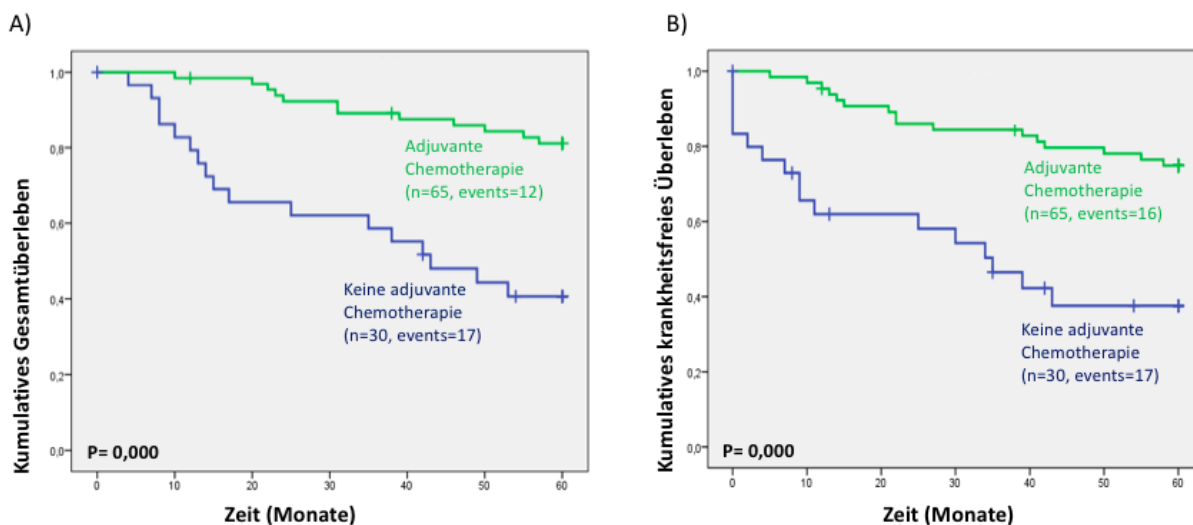 A)
Kumulatives Gesamtüberleben
1,0
0,8
0,6
0,4
0,2
0,0
Adjuvante
Chemotherapie
(n=65, events=12)
Keine adjuvante
Chemotherapie
(n=30, events=17)
P= 0,000
0 10 20 30 40 50 60
Zeit (Monate)
B)
Kumulatives krankheitsfreies Überleben
1,0
0,8
0,6
0,4
0,2
0,0
Adjuvante
Chemotherapie
(n=65, events=16)
Keine adjuvante
Chemotherapie
(n=30, events=17)
P= 0,000
0 10 20 30 40 50 60
Zeit (Monate)